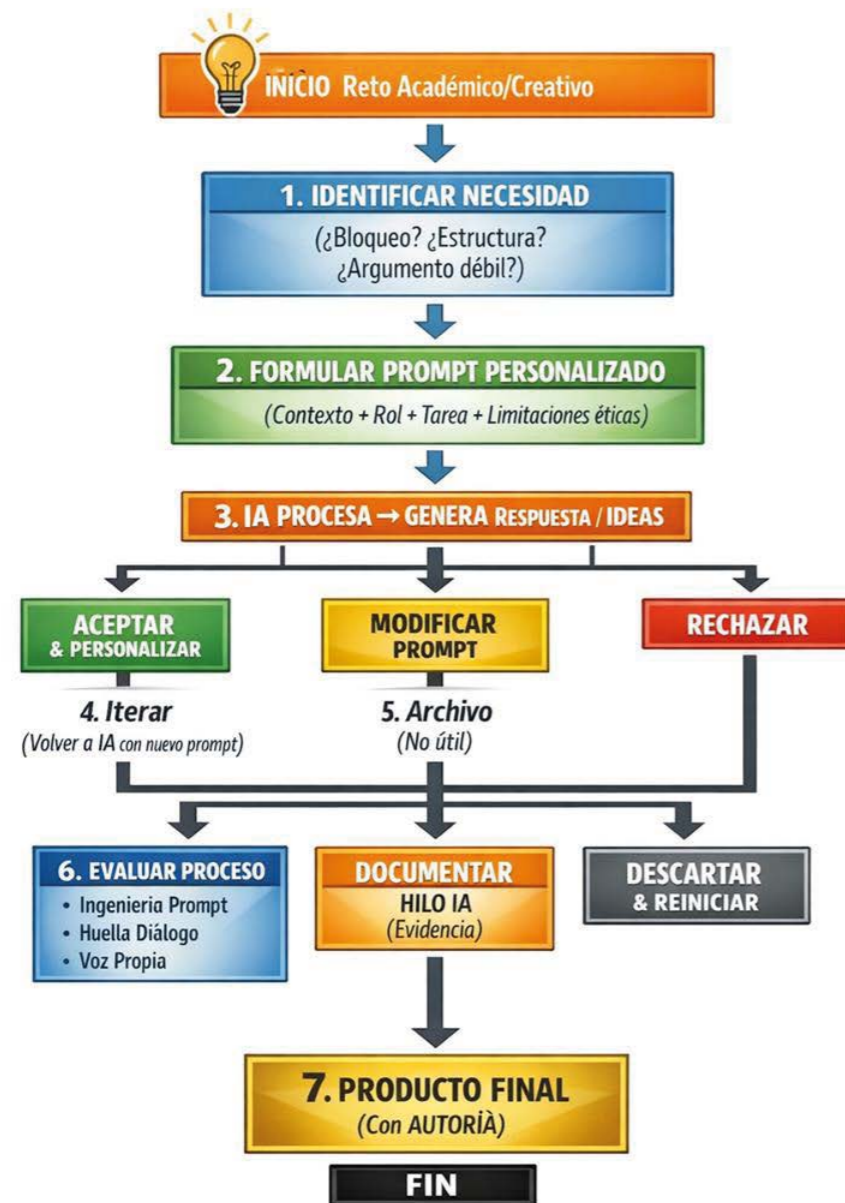 INICIO Reto Académico/Creativo
1. IDENTIFICAR NECESIDAD
(¿Bloqueo? ¿Estructura?
¿Argumento débil?)
2. FORMULAR PROMPT PERSONALIZADO
(Contexto + Rol + Tarea + Limitaciones éticas)
3. IA PROCESA → GENERA RESPUESTA / IDEAS
ACEPTAR
& PERSONALIZAR
MODIFICAR
PROMPT
RECHAZAR
4. Iterar
(Volver a IA con nuevo prompt)
5. Archivo
(No útil)
6. EVALUAR PROCESO
• Ingenieria Prompt
• Huella Diálogo
• Voz Propia
DOCUMENTAR
HILO IA
(Evidencia)
DESCARTAR
& REINICIAR
7. PRODUCTO FINAL
(Con AUTORÌÀ)
FIN